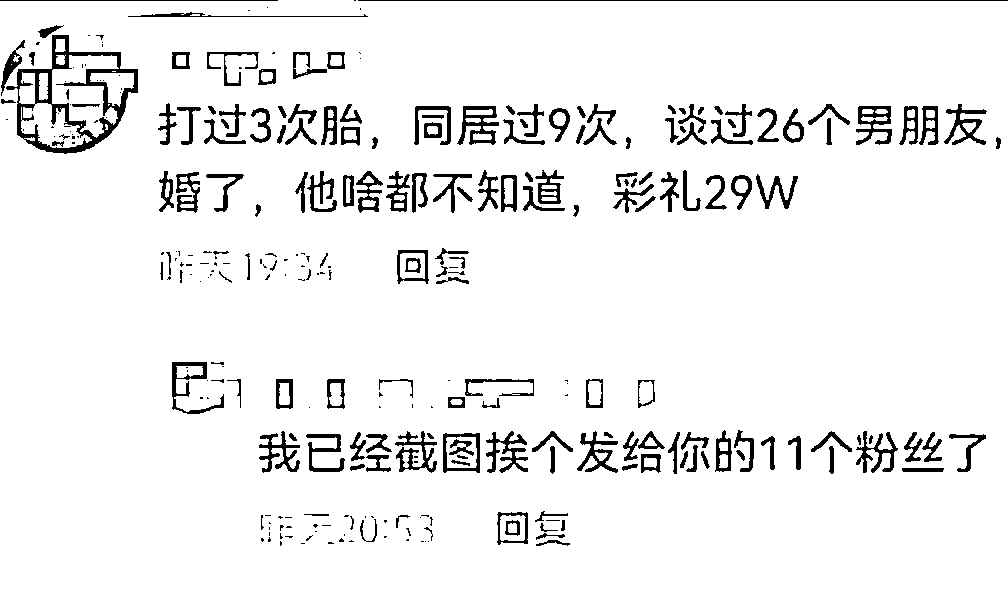 打过3次胎，同居过9次，谈过26个男朋友，
婚了，他啥都不知道，彩礼29W
昨天19:34 回复
我已经截图挨个发给你的11个粉丝了
昨天20:53 回复